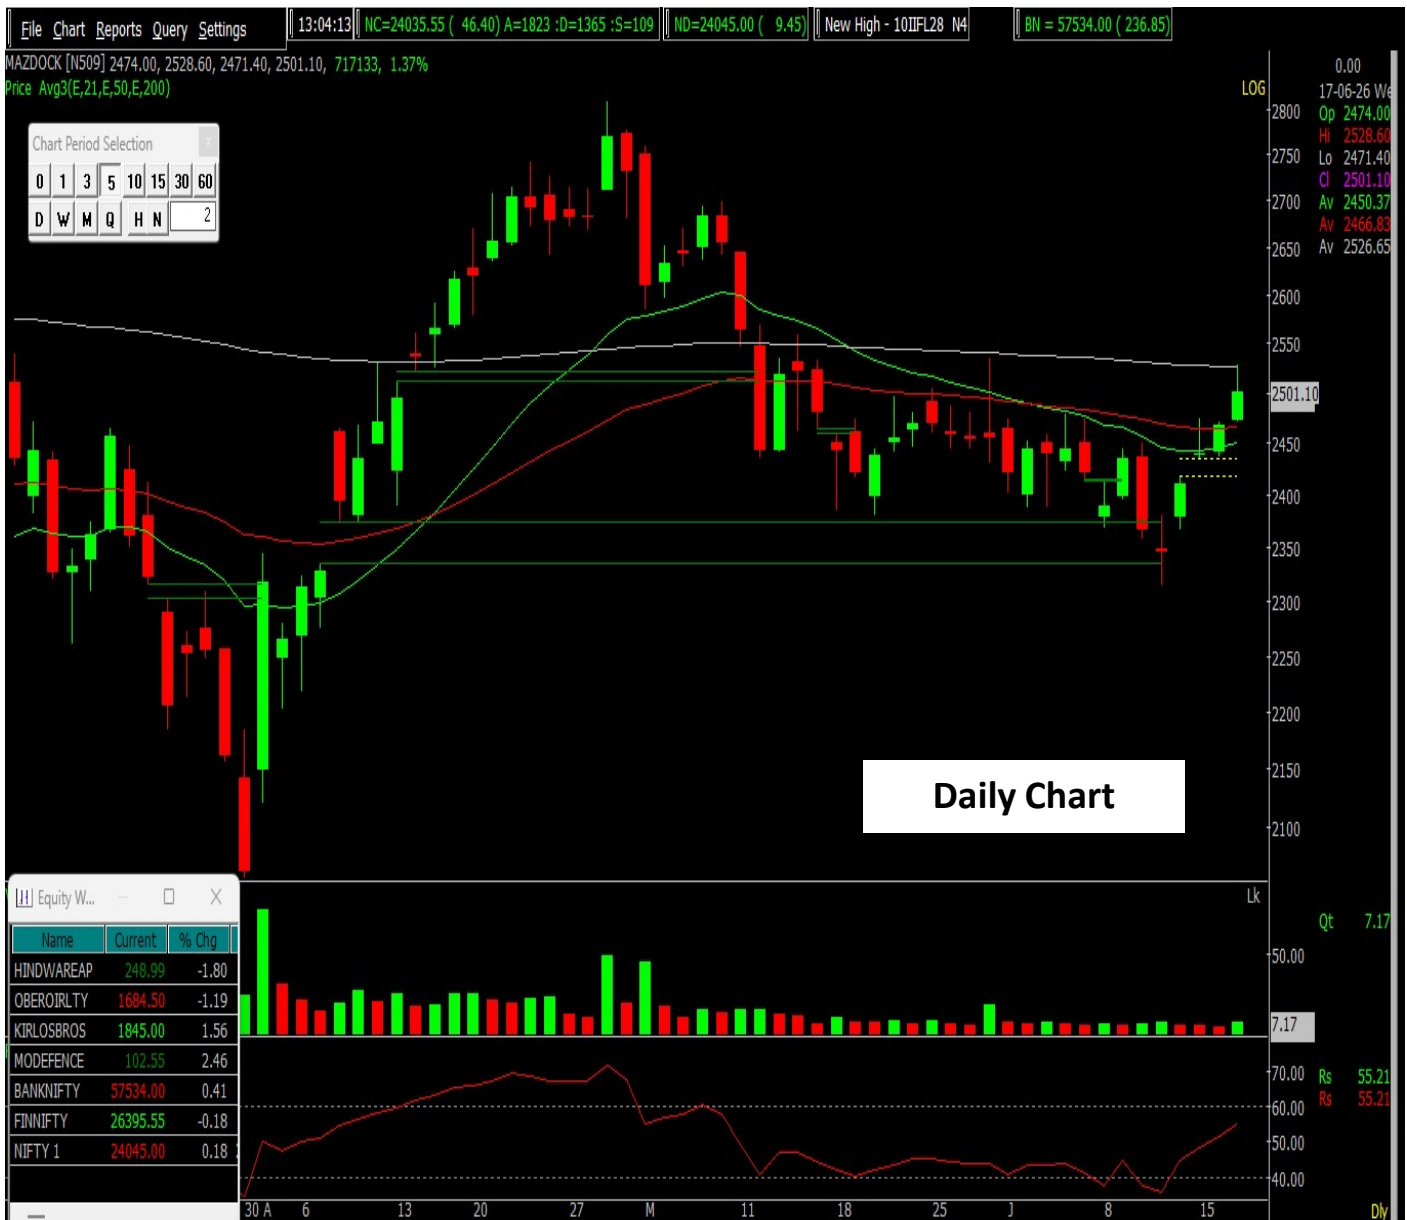 File Chart Reports Query Settings
13:04:13
NC=24035.55 ( 46.40) A=1823 :D=1365 :S=109
ND=24045.00 ( 9.45)
New High - 10IIFL28 N4
BN = 57534.00 ( 236.85)
MAZDOCK [N509] 2474.00, 2528.60, 2471.40, 2501.10, 717133, 1.37%
Price Avg3(E,21,E,50,E,200)
LOG
0.00
17-06-26 We
Op 2474.00
Hi 2528.60
Lo 2471.40
Cl 2501.10
Av 2450.37
Av 2466.83
Av 2526.65
Chart Period Selection
0 1 3 5 10 15 30 60
D W M Q H N 2
2800
2750
2700
2650
2600
2550
2501.10
2450
2400
2350
2300
2250
2200
2150
2100
Daily Chart
Equity W...
Name Current % Chg
HINDWAREAP 248.99 -1.80
OBEROIRLTY 1684.50 -1.19
KIRLOSBROS 1845.00 1.56
MODEFENCE 102.55 2.46
BANKNIFTY 57534.00 0.41
FINNIFTY 26395.55 -0.18
NIFTY 1 24045.00 0.18
Lk
Qt 7.17
50.00
7.17
70.00
60.00
50.00
40.00
Rs 55.21
Rs 55.21
30 A 6 13 20 27 M 11 18 25 J 8 15
Dly